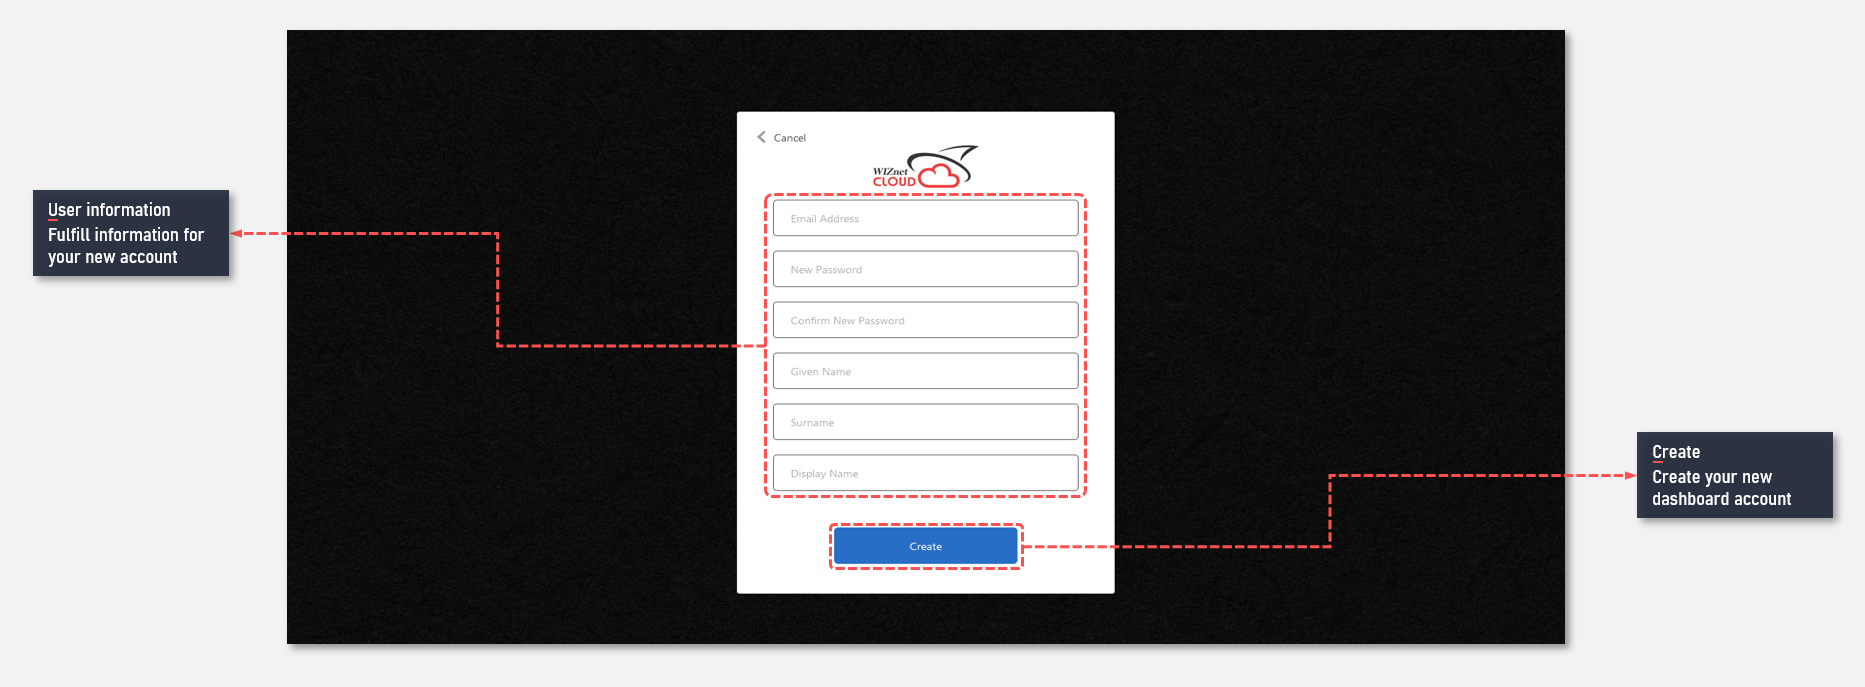 User information
Fulfill information for
your new account
Cancel
WIZnet
CLOUD
Email Address
New Password
Confirm New Password
Given Name
Surname
Display Name
Create
Create
Create your new
dashboard account